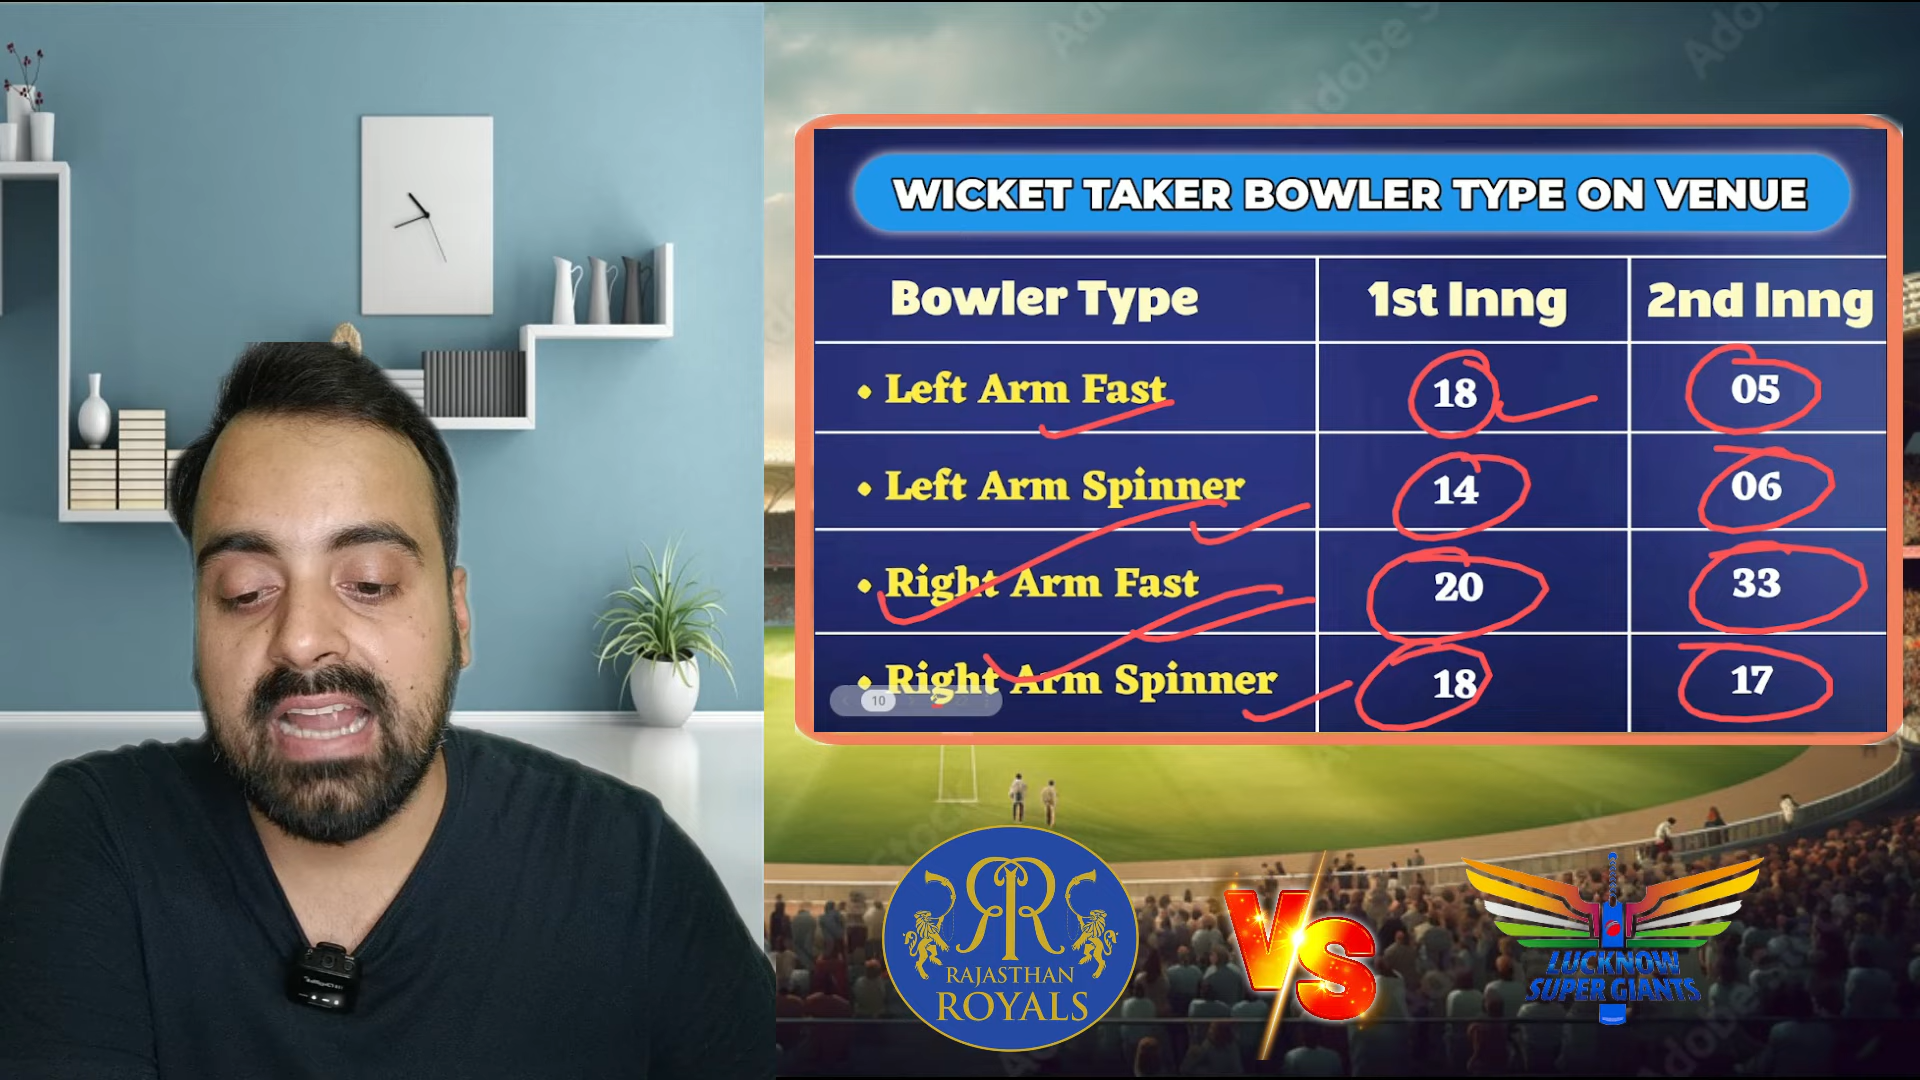 WICKET TAKER BOWLER TYPE ON VENUE
Bowler Type 1st Inng 2nd Inng
• Left Arm Fast 18 05
• Left Arm Spinner 14 06
• Right Arm Fast 20 33
• Right Arm Spinner 18 17
10
RAJASTHAN
ROYALS
VS
LUCKNOW
SUPER GIANTS
Adobe